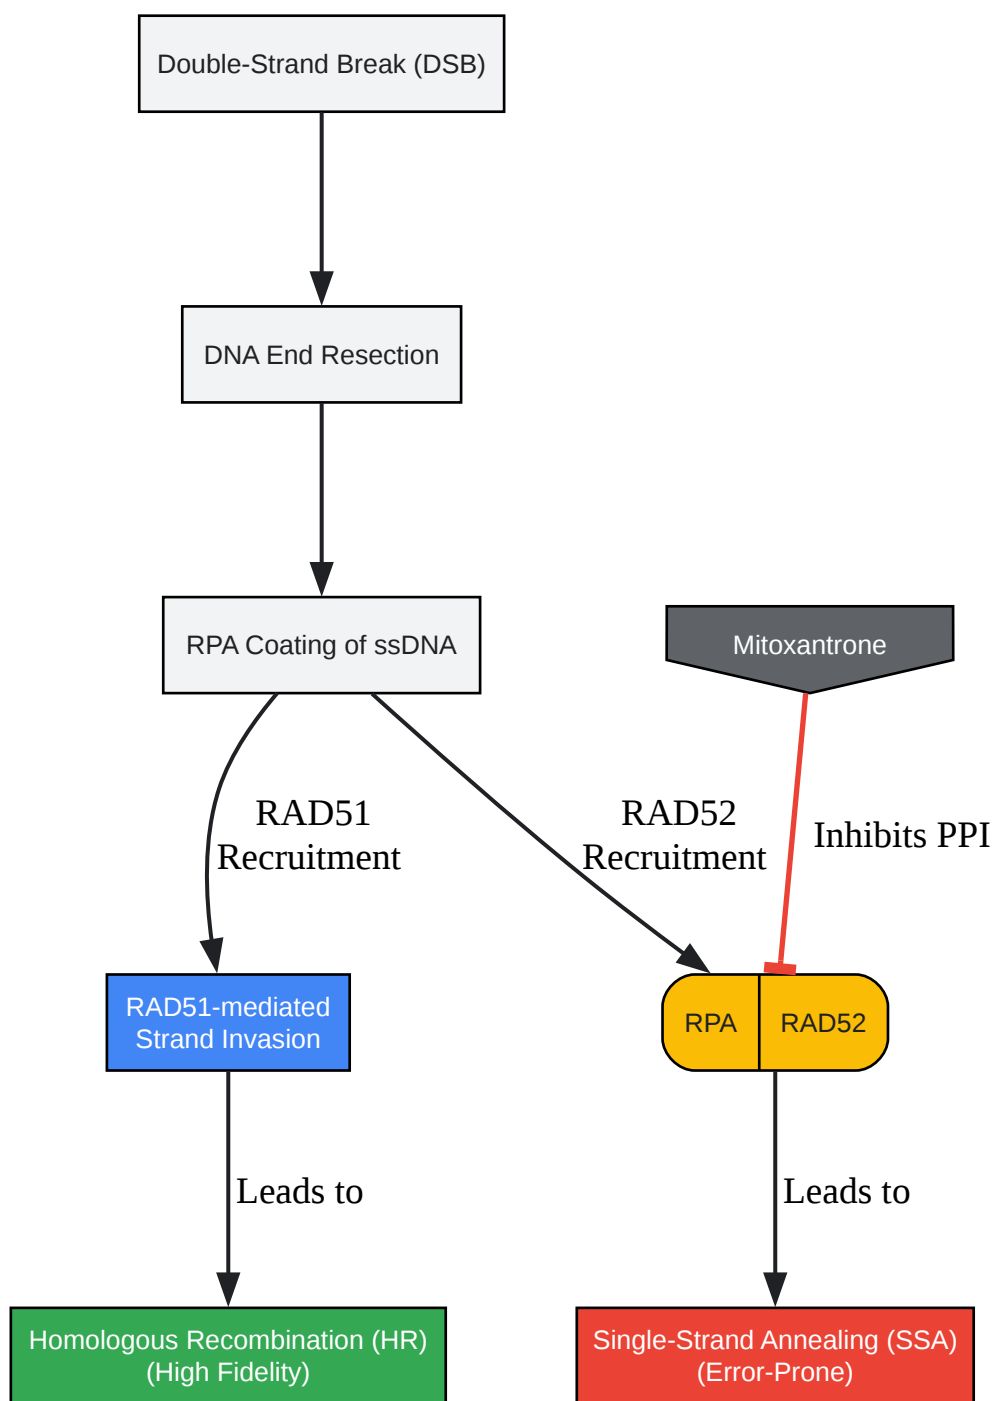 Double-Strand Break (DSB)
DNA End Resection
RPA Coating of ssDNA
Mitoxantrone
RAD51
Recruitment
RAD52
Recruitment
Inhibits PPI
RAD51-mediated
Strand Invasion
RPA
RAD52
Leads to
Leads to
Homologous Recombination (HR)
(High Fidelity)
Single-Strand Annealing (SSA)
(Error-Prone)